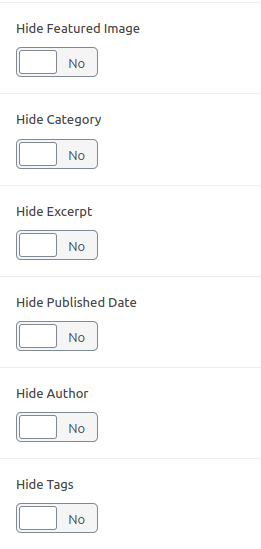 Hide Featured Image
No
Hide Category
No
Hide Excerpt
No
Hide Published Date
No
Hide Author
No
Hide Tags
No